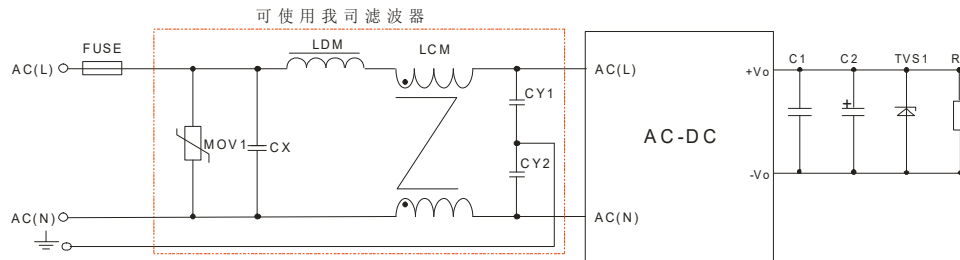 可使用我司滤波器
FUSE
LDM
LCM
AC(L)
MOV1
CX
CY1
CY2
AC(N)
AC(L)
AC-DC
AC(N)
+Vo
-Vo
C1
C2
+
TVS1
R